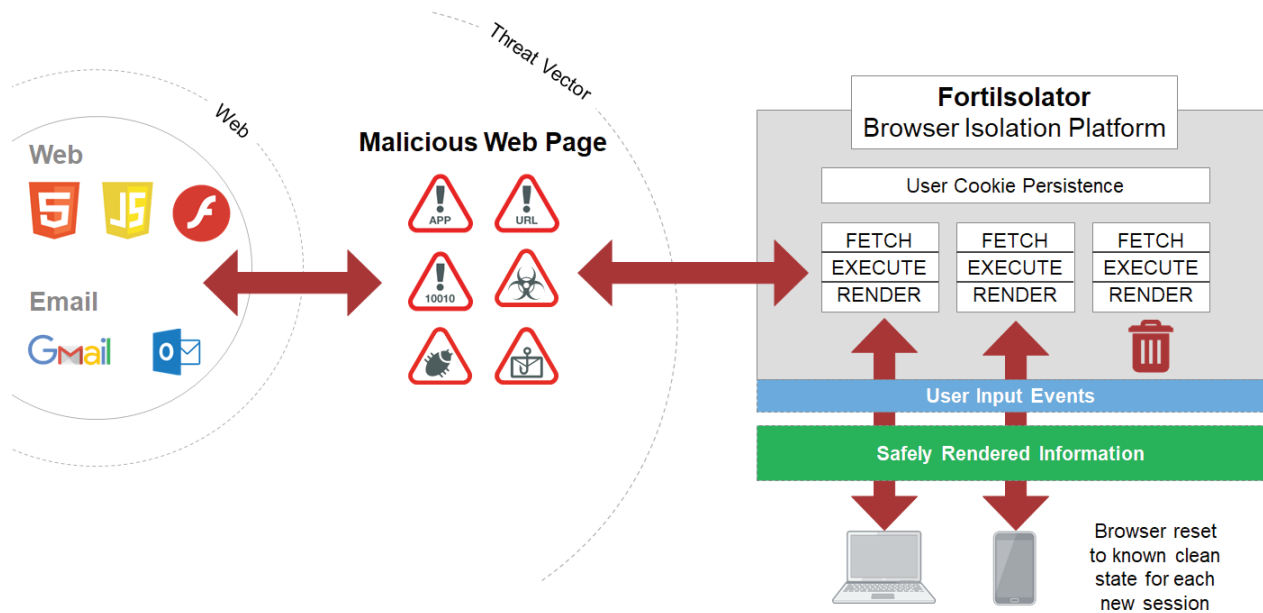 Threat Vector
Web
Web
JS
Email
Gmail
O
Malicious Web Page
APP
URL
10010
FortiIsolator
Browser Isolation Platform
User Cookie Persistence
FETCH
EXECUTE
RENDER
FETCH
EXECUTE
RENDER
FETCH
EXECUTE
RENDER
User Input Events
Safely Rendered Information
Browser reset
to known clean
state for each
new session